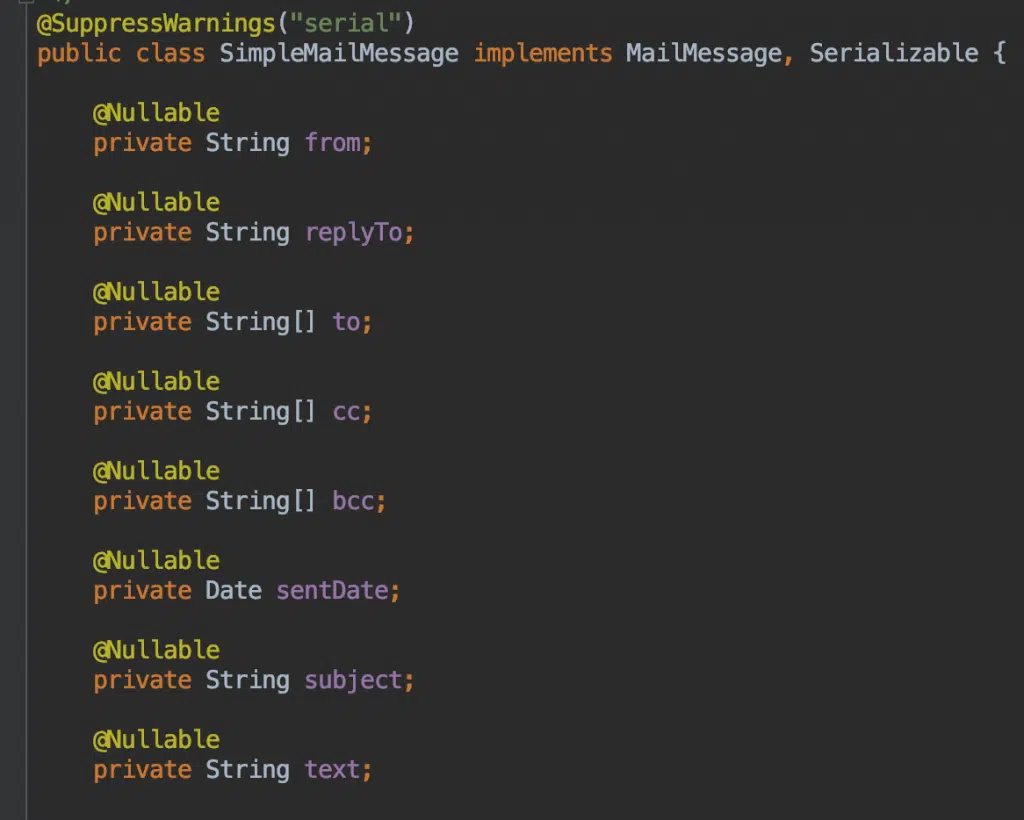 @SuppressWarnings("serial")
public class SimpleMailMessage implements MailMessage, Serializable {
@Nullable
private String from;
@Nullable
private String replyTo;
@Nullable
private String[] to;
@Nullable
private String[] cc;
@Nullable
private String[] bcc;
@Nullable
private Date sentDate;
@Nullable
private String subject;
@Nullable
private String text;